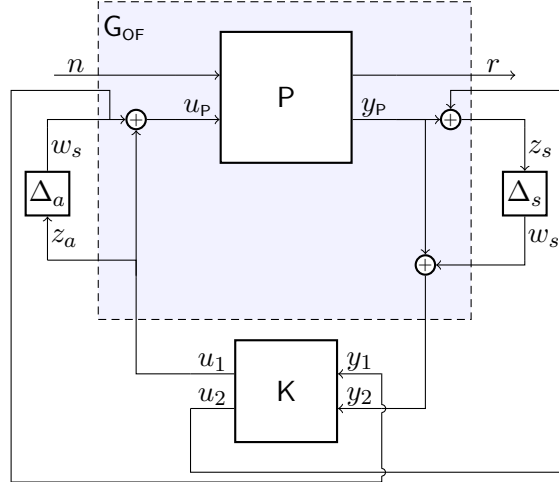 G_OF
n
r
P
u_P
y_P
+
+
w_s
z_s
Δ_a
Δ_s
z_a
w_s
+
u_1
y_1
K
u_2
y_2